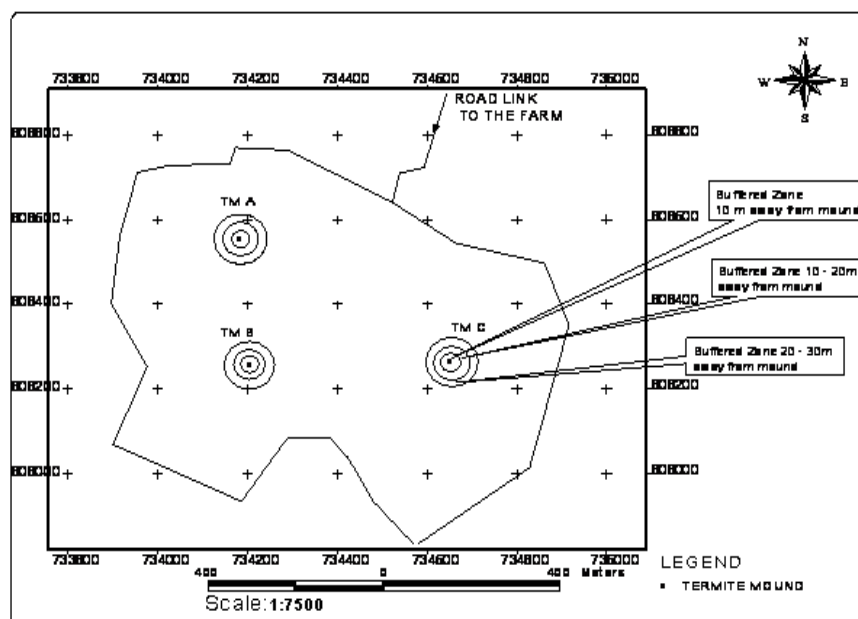 N
W E
S
733800 734000 734200 734400 734600 734800 735000
ROAD LINK
TO THE FARM
808800 808800
Buffered Zone
10 m away from mound
TM A
808600 808600
Buffered Zone 10 - 20m
away from mound
808400 808400
TM B TM C
Buffered Zone 20 - 30m
away from mound
808200 808200
808000 808000
733800 734000 734200 734400 734600 734800 735000
400 0 400 Meters
Scale:1:7500
LEGEND
TERMITE MOUND